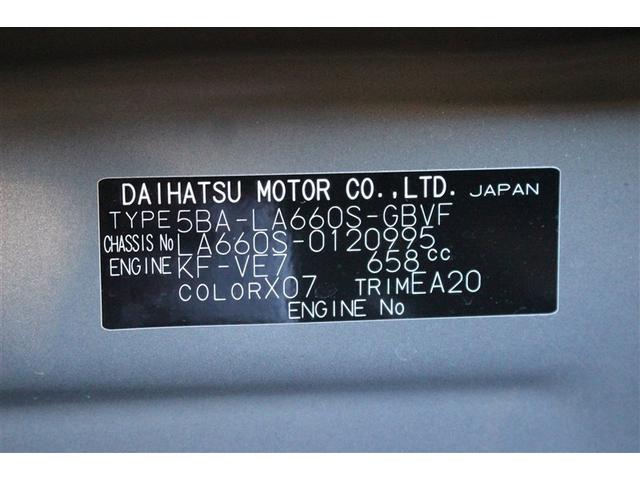 DAIHATSU MOTOR CO.,LTD. JAPAN
TYPE 5BA-LA660S-GBVF
CHASSIS No LA660S-0120995
ENGINE KF-VE7 658cc
COLOR X07 TRIM EA20
ENGINE No